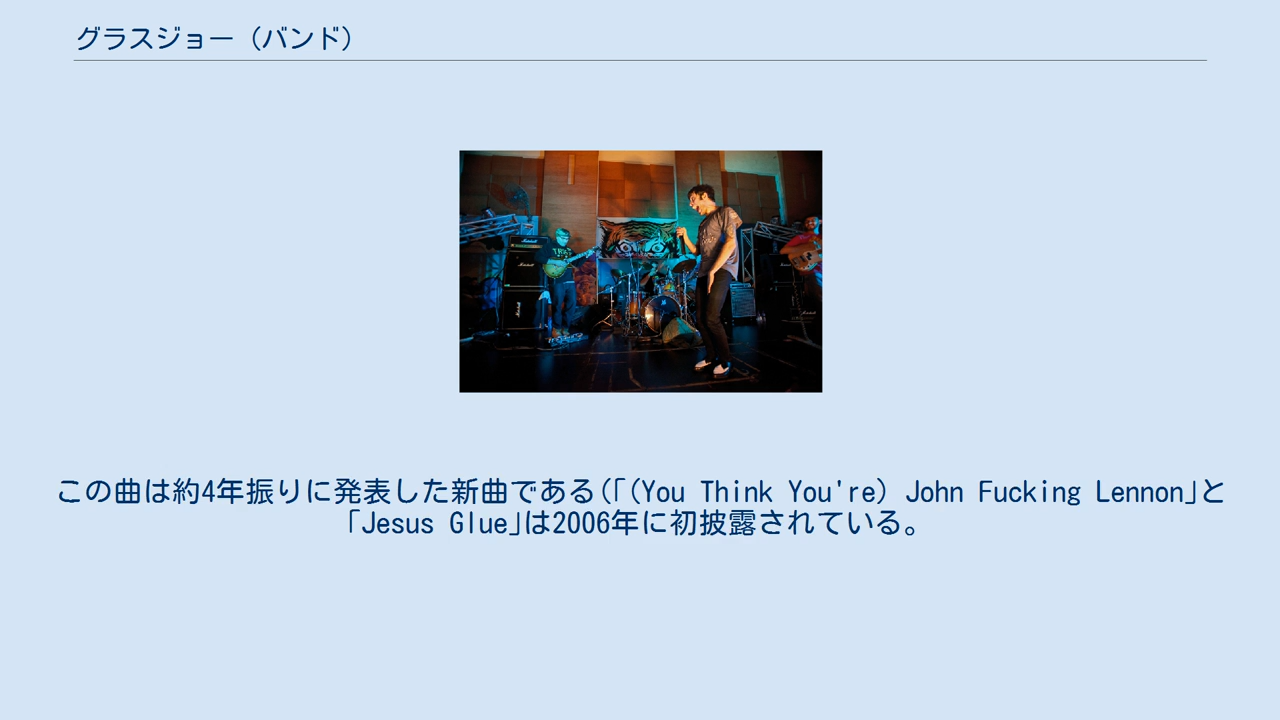 グラスジョー（バンド）
この曲は約4年振りに発表した新曲である(「(You Think You're) John Fucking Lennon」と
「Jesus Glue」は2006年に初披露されている。